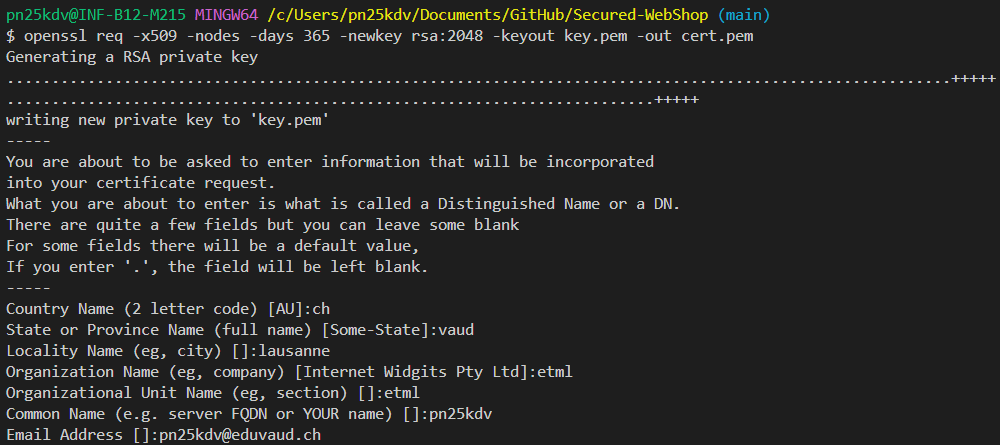 pn25kdv@INF-B12-M215 MINGW64 /c/Users/pn25kdv/Documents/GitHub/Secured-WebShop (main)
$ openssl req -x509 -nodes -days 365 -newkey rsa:2048 -keyout key.pem -out cert.pem
Generating a RSA private key
.........................................................................................................+++++
........................................................................+++++
writing new private key to 'key.pem'
-----
You are about to be asked to enter information that will be incorporated
into your certificate request.
What you are about to enter is what is called a Distinguished Name or a DN.
There are quite a few fields but you can leave some blank
For some fields there will be a default value,
If you enter '.', the field will be left blank.
-----
Country Name (2 letter code) [AU]:ch
State or Province Name (full name) [Some-State]:vaud
Locality Name (eg, city) []:lausanne
Organization Name (eg, company) [Internet Widgits Pty Ltd]:etml
Organizational Unit Name (eg, section) []:etml
Common Name (e.g. server FQDN or YOUR name) []:pn25kdv
Email Address []:pn25kdv@eduvaud.ch